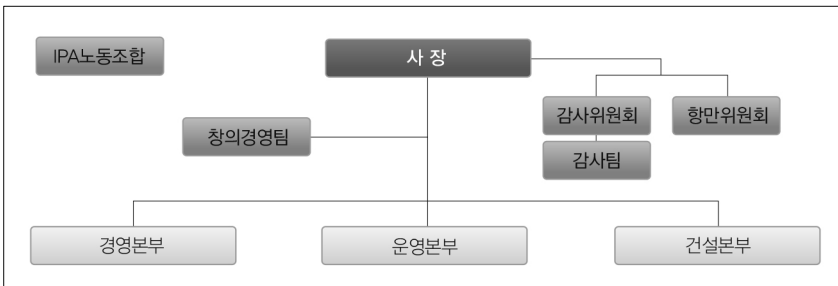 IPA노동조합
사 장
감사위원회
항만위원회
창의경영팀
감사팀
경영본부
운영본부
건설본부